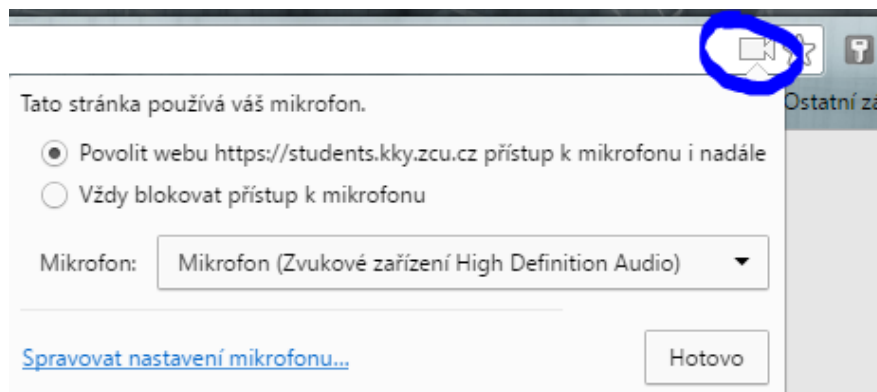 Tato stránka používá váš mikrofon.
Ostatní zá
Povolit webu https://students.kky.zcu.cz přístup k mikrofonu i nadále
Vždy blokovat přístup k mikrofonu
Mikrofon: Mikrofon (Zvukové zařízení High Definition Audio)
Spravovat nastavení mikrofonu... Hotovo